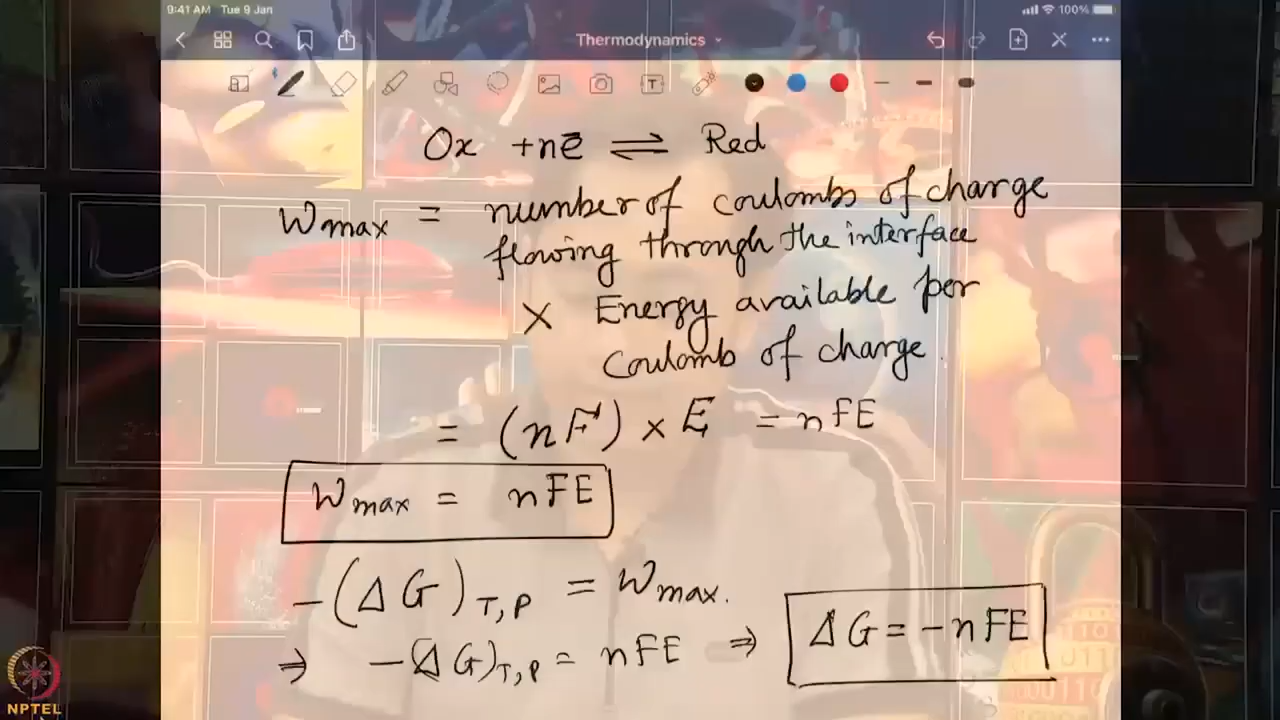 9:41 AM Tue 9 Jan
100%
Thermodynamics
T
Ox + nē ⇌ Red
Wmax = number of coulombs of charge
flowing through the interface
× Energy available per
Coulomb of charge.
= (nF) × E = nFE
Wmax = nFE
-(ΔG)T,P = Wmax.
⇒ -(ΔG)T,P = nFE ⇒ ΔG = -nFE
NPTEL